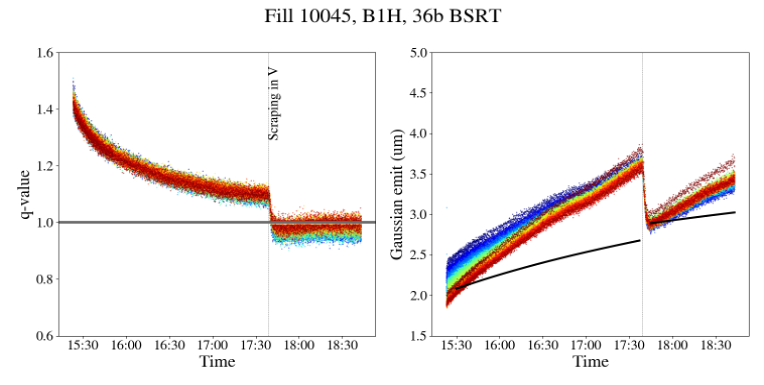 Fill 10045, B1H, 36b BSRT
1.6
1.4
1.2
1.0
0.8
0.6
q-value
Scraping in V
15:30 16:00 16:30 17:00 17:30 18:00 18:30
Time
5.0
4.5
4.0
3.5
3.0
2.5
2.0
1.5
Gaussian emit (um)
15:30 16:00 16:30 17:00 17:30 18:00 18:30
Time